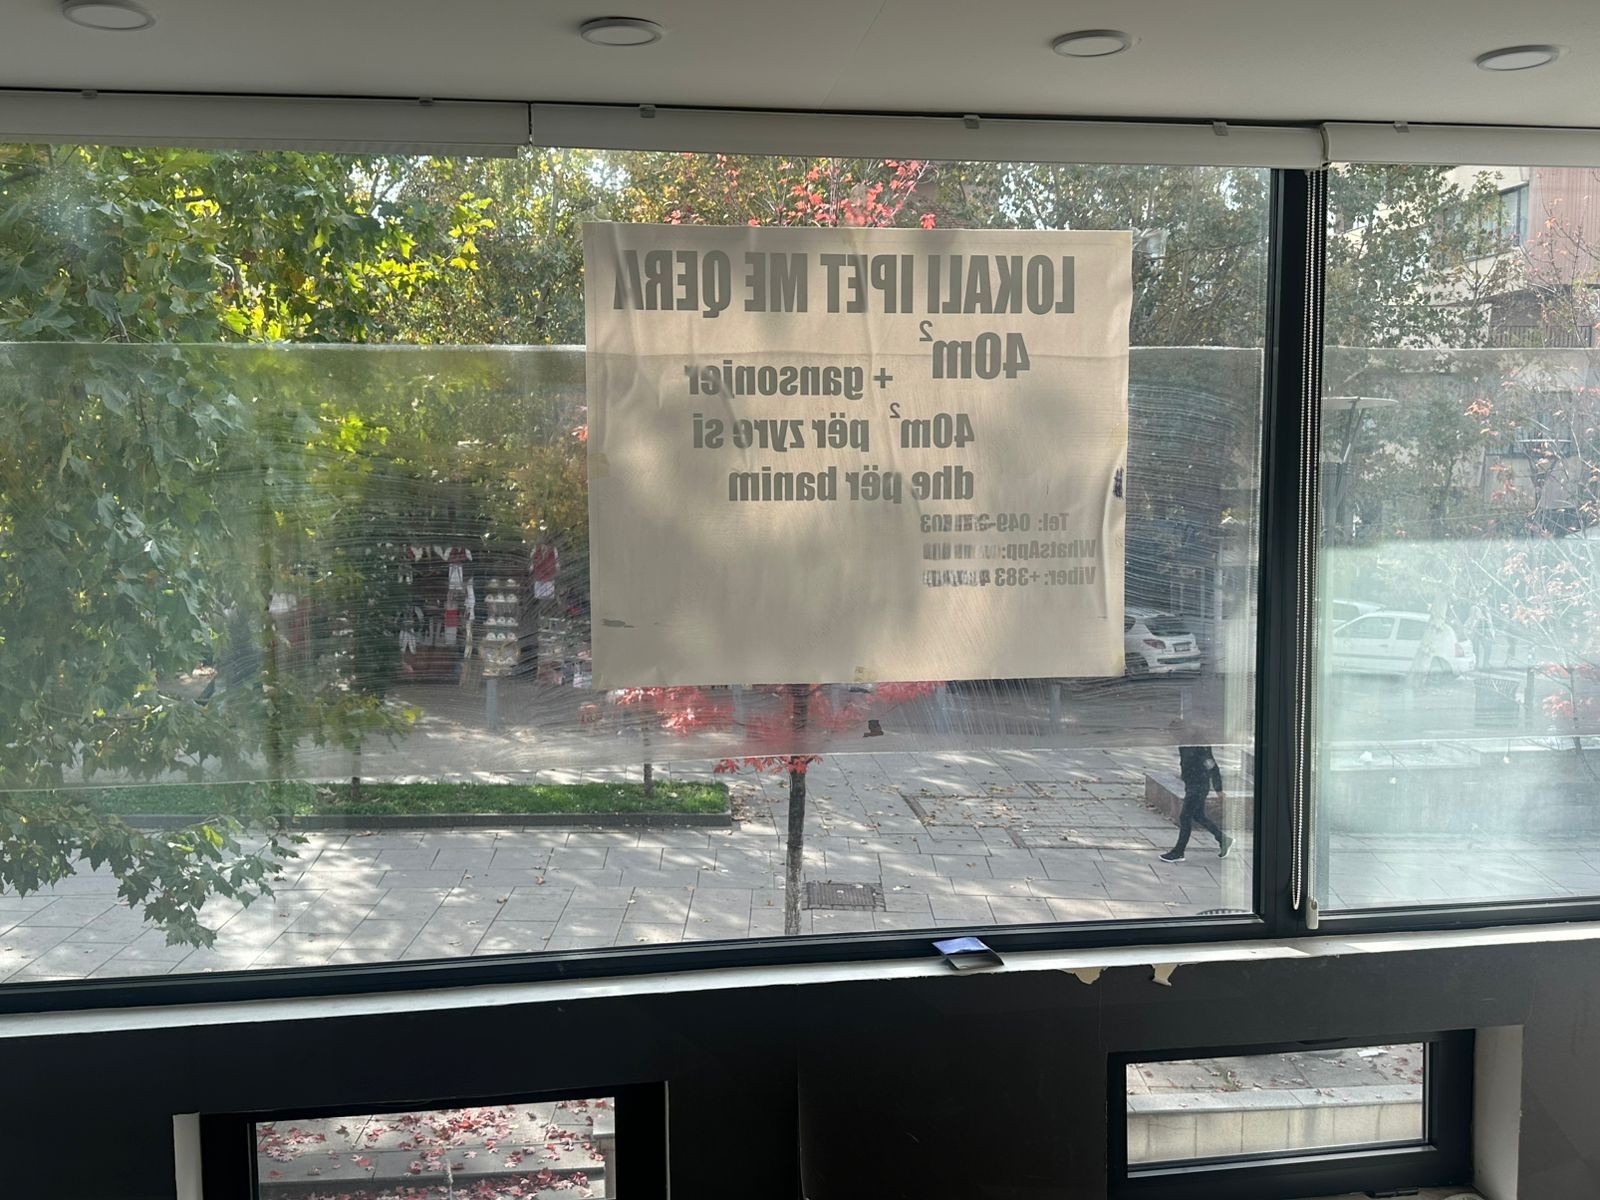 LOKALI IPET ME QERA
40m² + gansonjer
40m² për zyre si
dhe për banim
Tel: 049-
WhatsApp:
Viber: +383